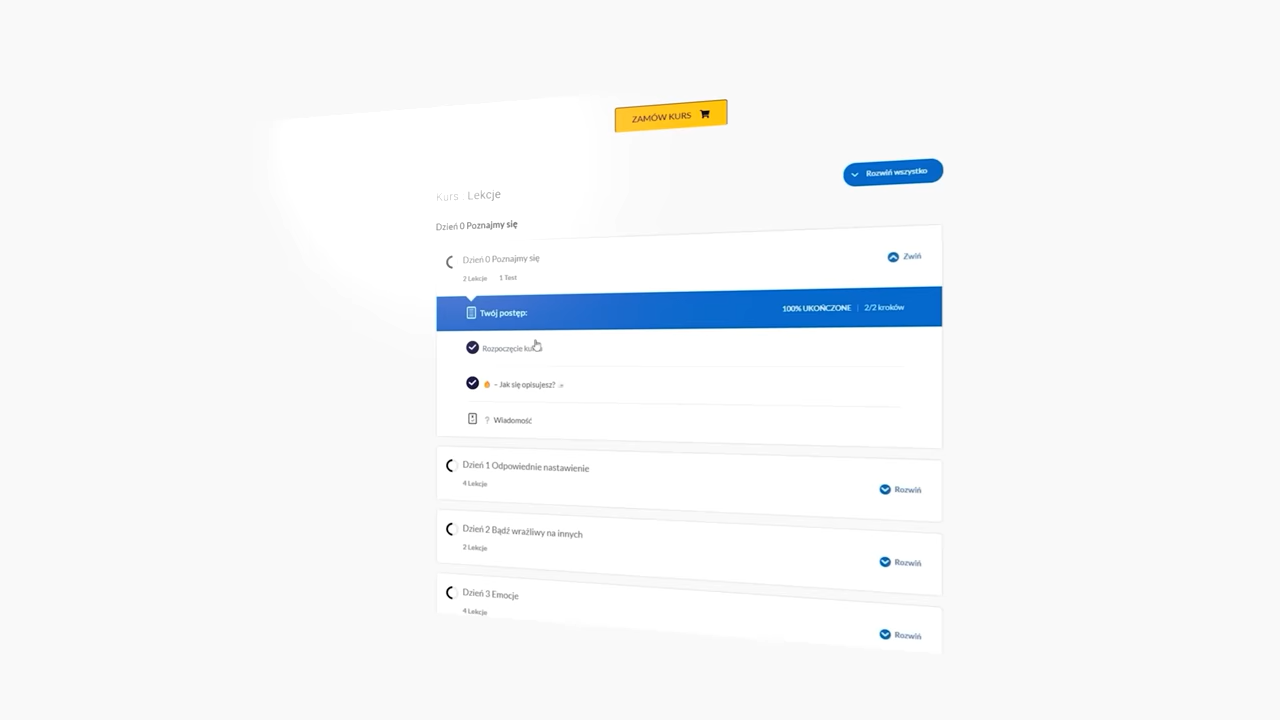 ZAMÓW KURS
Rozwiń wszystko
Kurs . Lekcje
Dzień 0 Poznajmy się
Dzień 0 Poznajmy się
Zwiń
2 Lekcje 1 Test
Twój postęp: 100% UKOŃCZONE | 2/2 kroków
Rozpoczęcie
– Jak się opisujesz?
? Wiadomość
Dzień 1 Odpowiednie nastawienie
4 Lekcje
Rozwiń
Dzień 2 Bądź wrażliwy na innych
2 Lekcje
Rozwiń
Dzień 3 Emocje
4 Lekcje
Rozwiń